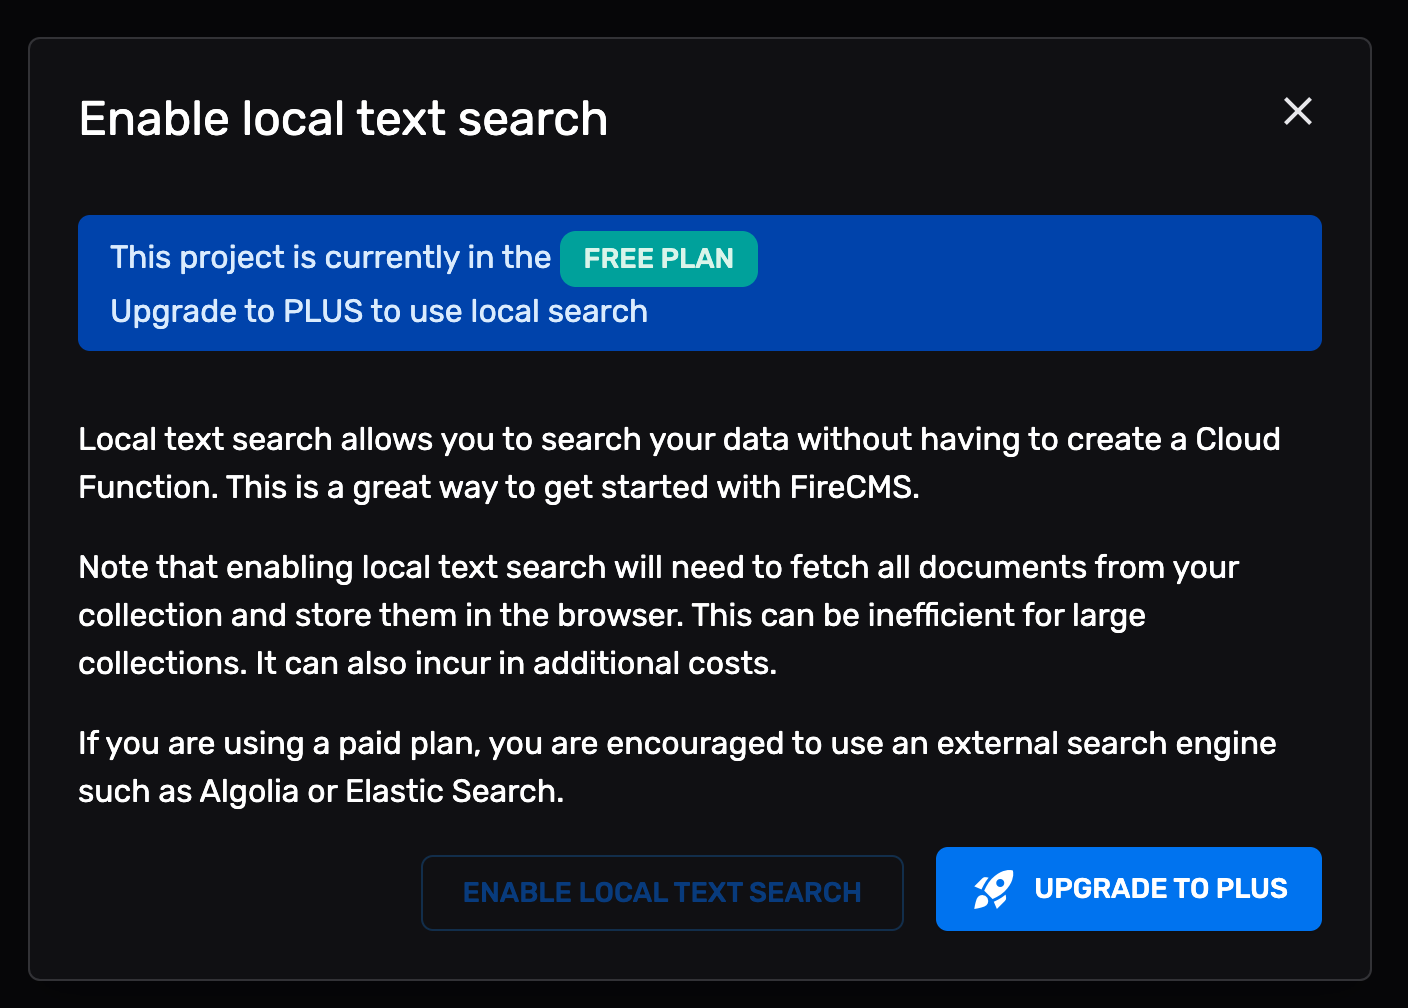 Enable local text search
This project is currently in the FREE PLAN
Upgrade to PLUS to use local search
Local text search allows you to search your data without having to create a Cloud
Function. This is a great way to get started with FireCMS.
Note that enabling local text search will need to fetch all documents from your
collection and store them in the browser. This can be inefficient for large
collections. It can also incur in additional costs.
If you are using a paid plan, you are encouraged to use an external search engine
such as Algolia or Elastic Search.
ENABLE LOCAL TEXT SEARCH
UPGRADE TO PLUS